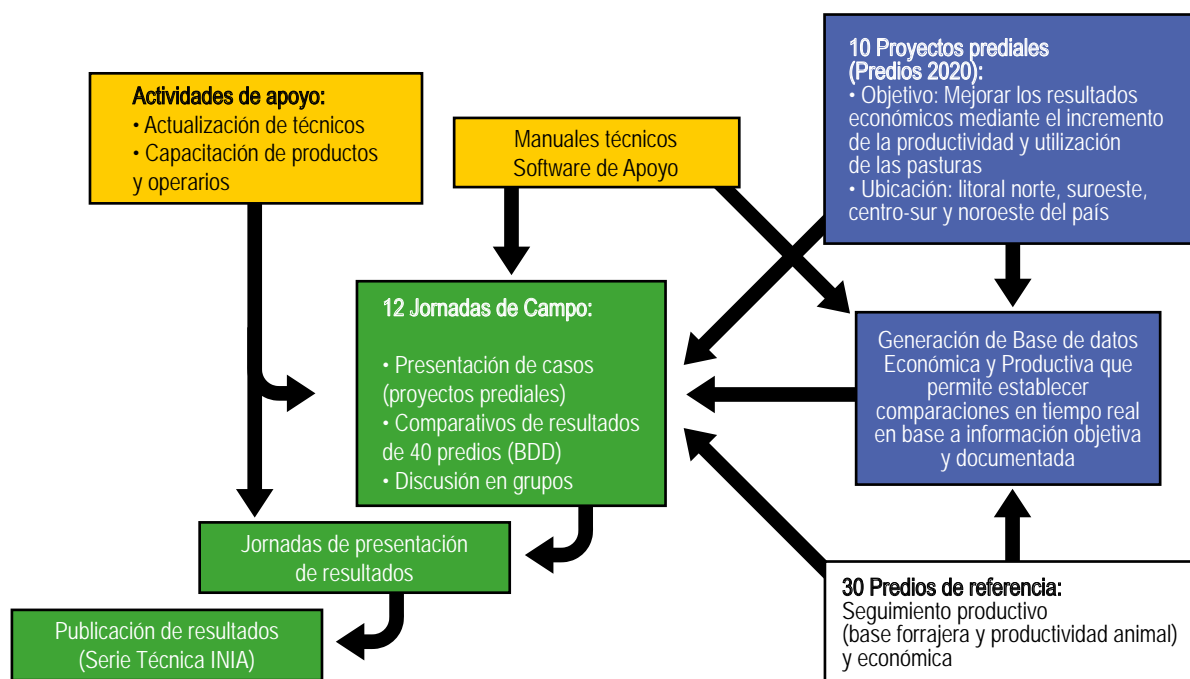 Actividades de apoyo:
• Actualización de técnicos
• Capacitación de productos
y operarios
Manuales técnicos
Software de Apoyo
10 Proyectos prediales
(Predios 2020):
• Objetivo: Mejorar los resultados
económicos mediante el incremento
de la productividad y utilización
de las pasturas
• Ubicación: litoral norte, suroeste,
centro-sur y noroeste del país
12 Jornadas de Campo:
• Presentación de casos
(proyectos prediales)
• Comparativos de resultados
de 40 predios (BDD)
• Discusión en grupos
Generación de Base de datos
Económica y Productiva que
permite establecer
comparaciones en tiempo real
en base a información objetiva
y documentada
Jornadas de presentación
de resultados
30 Predios de referencia:
Seguimiento productivo
(base forrajera y productividad animal)
y económica
Publicación de resultados
(Serie Técnica INIA)